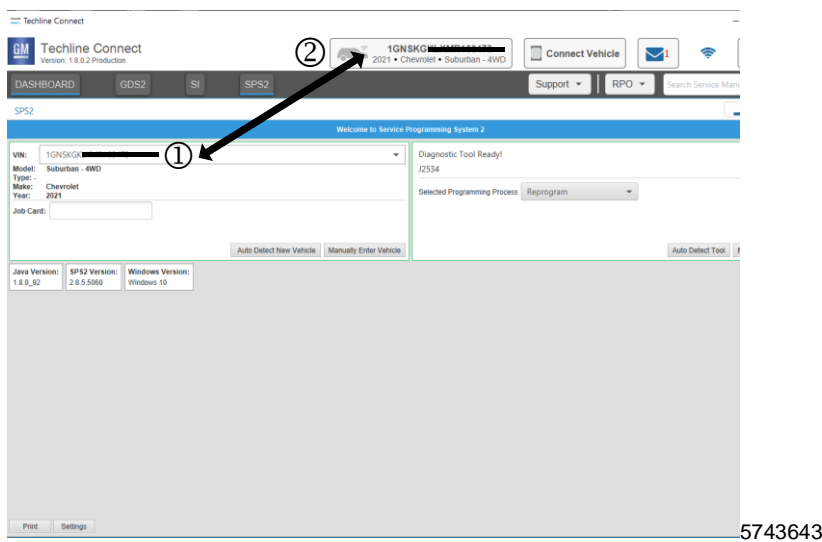 Techline Connect
GM
Techline Connect
Version: 1.8.0.2 Production
②
2021 • Chevrolet • Suburban - 4WD
Connect Vehicle
1
DASHBOARD
GDS2
SI
SPS2
Support
RPO
Search Service Manu
SPS2
Welcome to Service Programming System 2
VIN:
1GNSKGK
①
Model: Suburban - 4WD
Type: -
Make: Chevrolet
Year: 2021
Job Card:
Auto Detect New Vehicle
Manually Enter Vehicle
Diagnostic Tool Ready!
J2534
Selected Programming Process
Reprogram
Auto Detect Tool
Java Version:
1.8.0_92
SPS2 Version:
2.8.5.5060
Windows Version:
Windows 10
Print
Settings
5743643